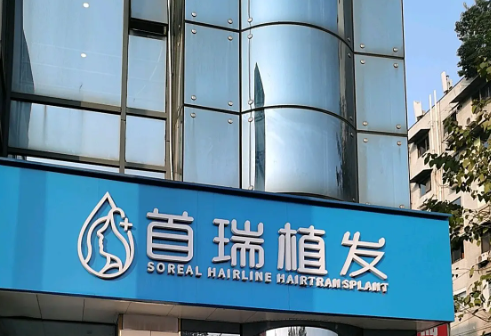 首瑞植发
SOREAL HAIRLINE HAIRTRANSPLANT